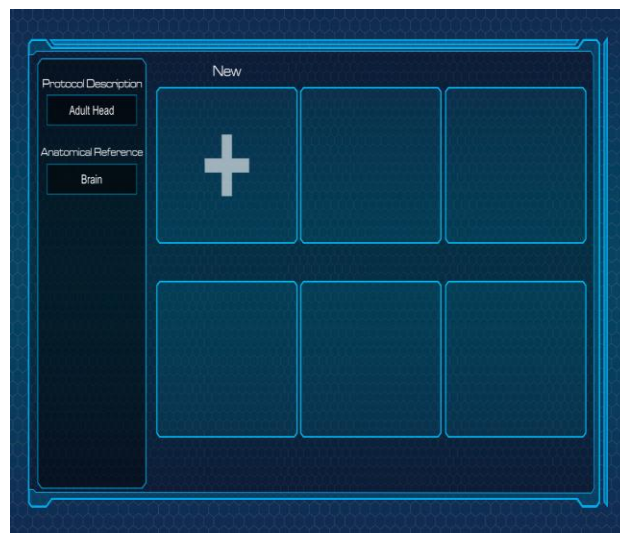 Protocol Description
Adult Head
Anatomical Reference
Brain
New